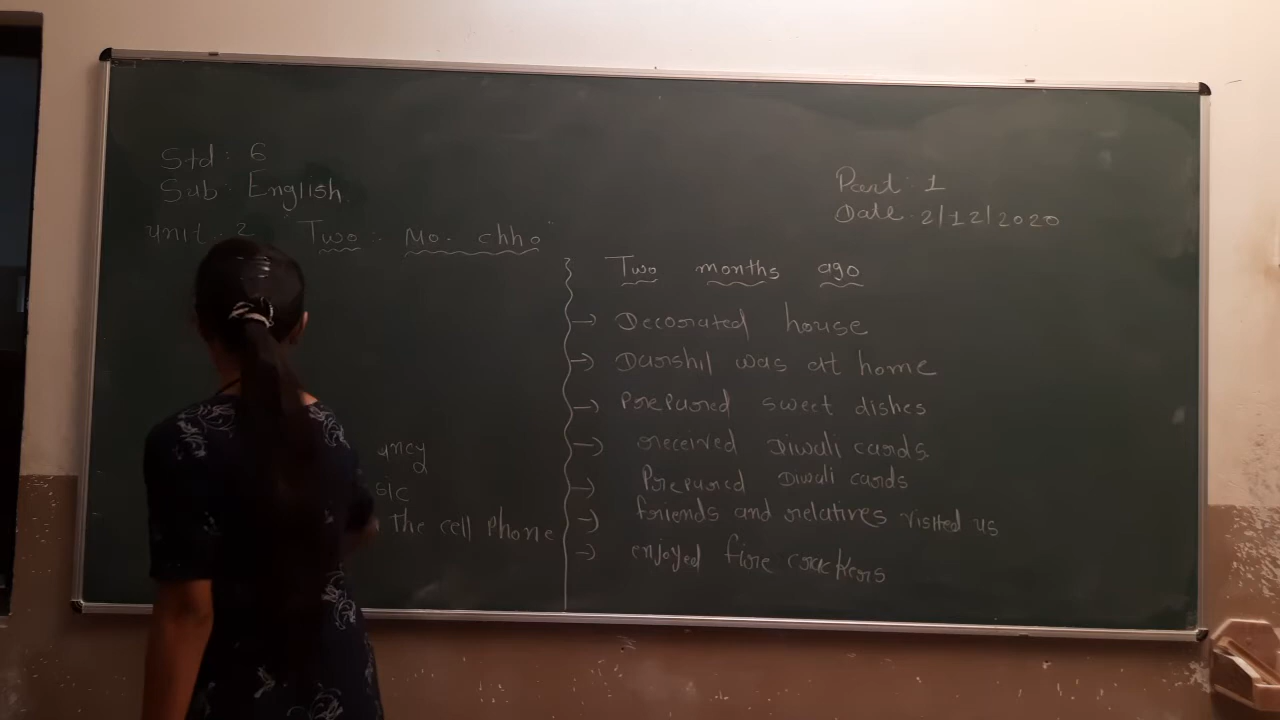 Std : 6
Sub : English.
unit : 2 "Two : Mo. chho"
the cell phone
Part : 1
Date : 2/12/2020
Two months ago
→ Decorated house
→ Darshil was at home
→ Prepared sweet dishes
→ received Diwali cards
→ Prepared Diwali cards
→ friends and relatives visited us
→ enjoyed fire crackers